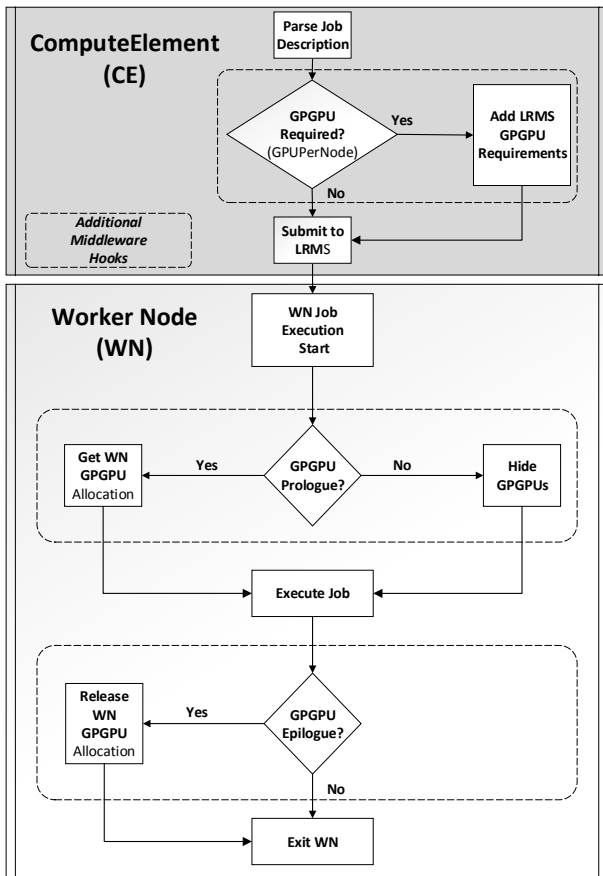 ComputeElement
(CE)
Parse Job
Description
GPGPU
Required?
(GPUPerNode)
Yes
Add LRMS
GPGPU
Requirements
No
Additional
Middleware
Hooks
Submit to
LRMS
Worker Node
(WN)
WN Job
Execution
Start
Get WN
GPGPU
Allocation
Yes
GPGPU
Prologue?
No
Hide
GPGPUs
Execute Job
Release
WN
GPGPU
Allocation
Yes
GPGPU
Epilogue?
No
Exit WN